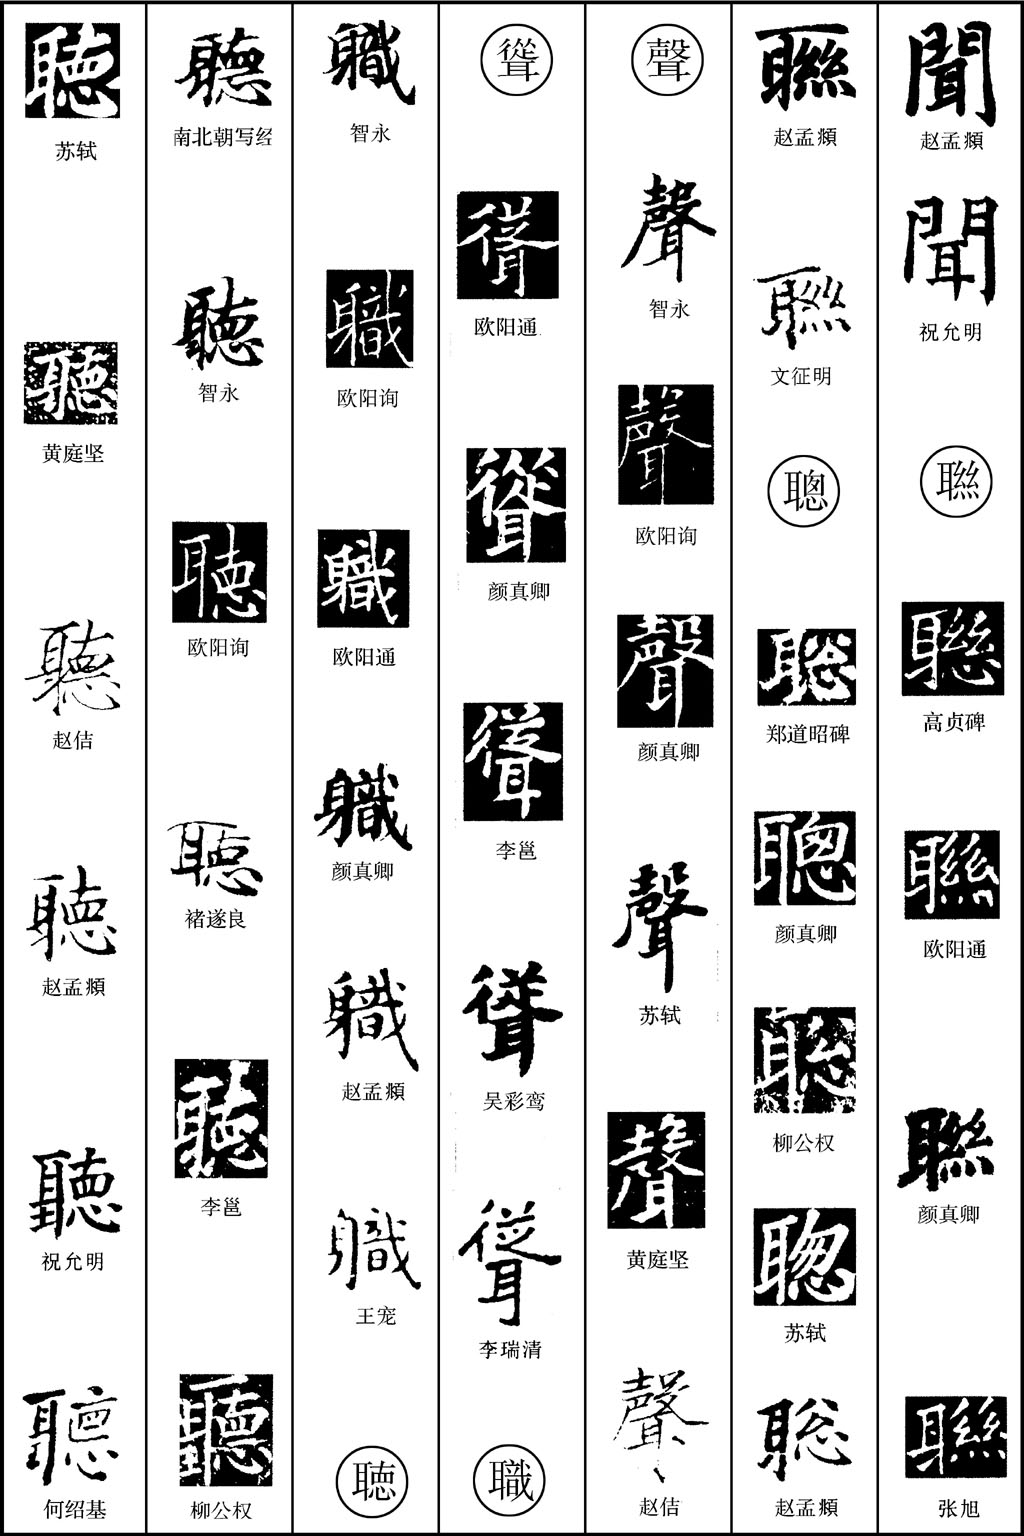 聞
赵孟頫
聞
祝允明
聯
聯
高贞碑
聯
欧阳通
聯
颜真卿
聯
张旭
聯
赵孟頫
聯
文征明
聰
聰
郑道昭碑
聰
颜真卿
聰
柳公权
聰
苏轼
聰
赵孟頫
聲
聲
智永
聲
欧阳询
聲
颜真卿
聲
苏轼
聲
黄庭坚
聲
赵佶
聳
聳
欧阳通
聳
颜真卿
聳
李邕
聳
吴彩鸾
聳
李瑞清
職
職
智永
職
欧阳询
職
欧阳通
職
颜真卿
職
赵孟頫
職
王宠
聴
聽
南北朝写经
聽
智永
聽
欧阳询
聽
褚遂良
聽
李邕
聽
柳公权
聽
苏轼
聽
黄庭坚
聽
赵佶
聽
赵孟頫
聽
祝允明
聽
何绍基